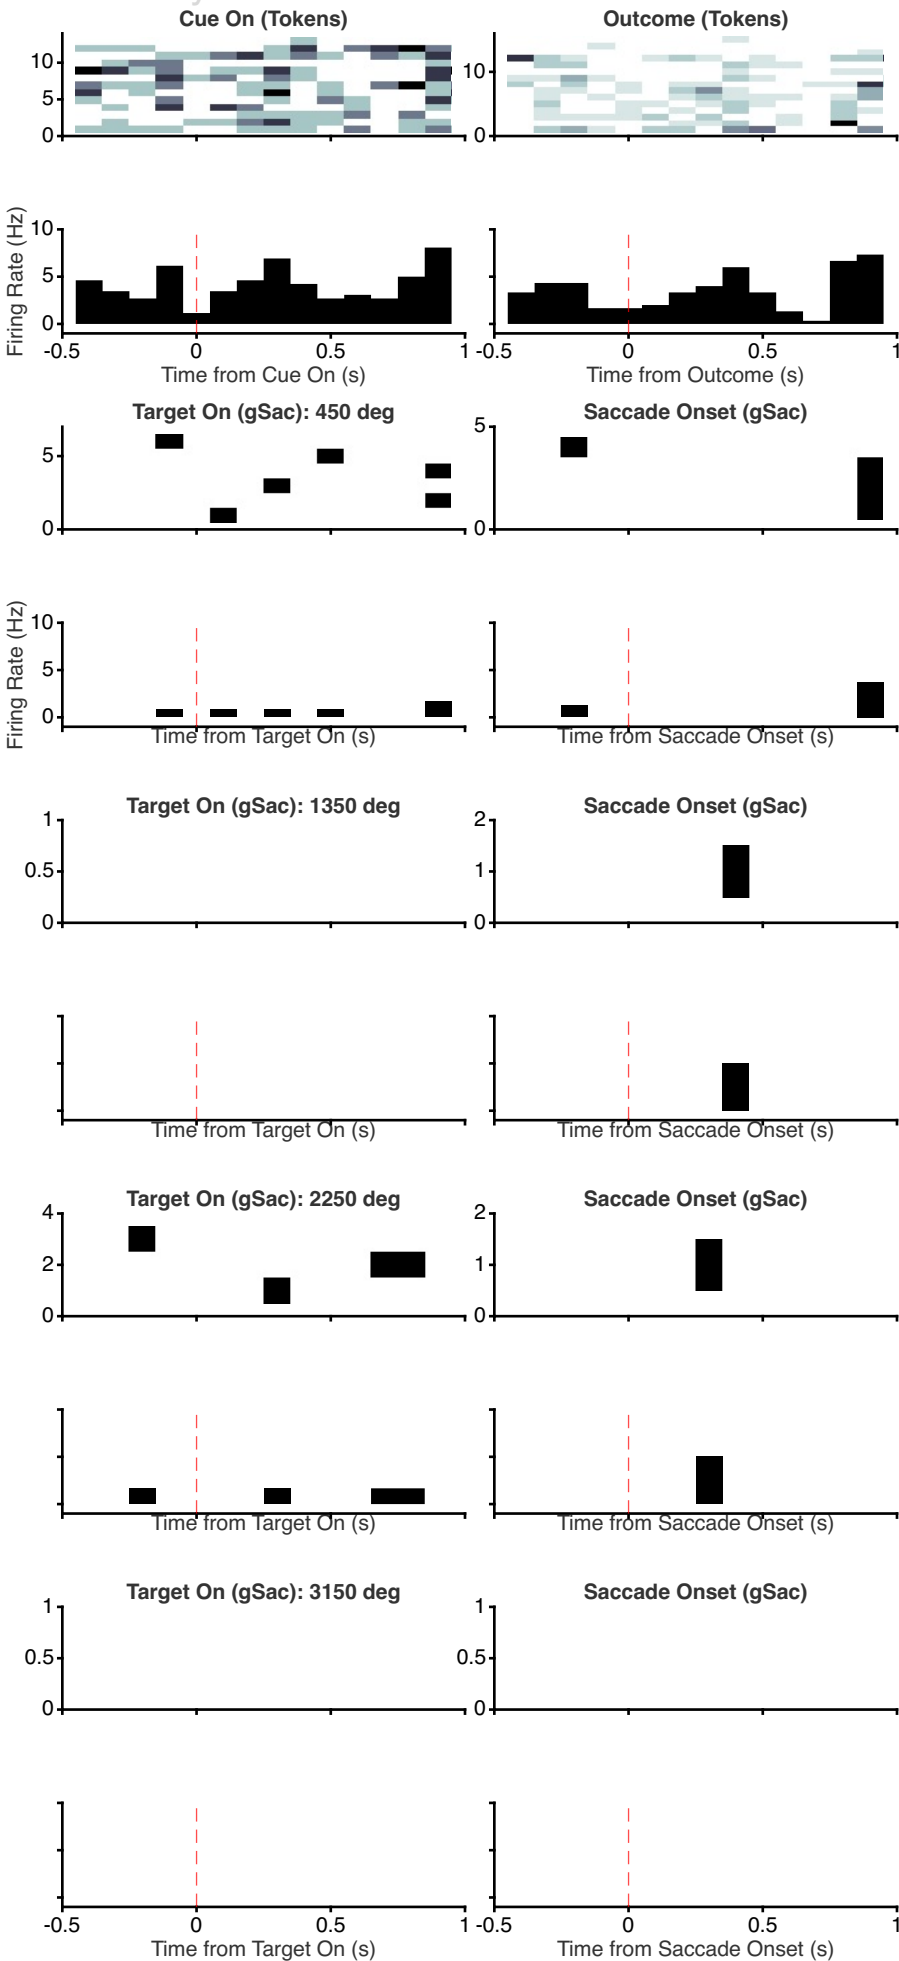 Cue On (Tokens)
Outcome (Tokens)
10
5
0
10
0
Firing Rate (Hz)
10
5
0
-0.5
0
0.5
1
-0.5
0
0.5
1
Time from Cue On (s)
Time from Outcome (s)
Target On (gSac): 450 deg
Saccade Onset (gSac)
5
0
5
0
Firing Rate (Hz)
10
5
0
Time from Target On (s)
Time from Saccade Onset (s)
Target On (gSac): 1350 deg
Saccade Onset (gSac)
1
0.5
0
2
1
0
Time from Target On (s)
Time from Saccade Onset (s)
Target On (gSac): 2250 deg
Saccade Onset (gSac)
4
2
0
2
1
0
Time from Target On (s)
Time from Saccade Onset (s)
Target On (gSac): 3150 deg
Saccade Onset (gSac)
1
0.5
0
1
0.5
0
-0.5
0
0.5
1
-0.5
0
0.5
1
Time from Target On (s)
Time from Saccade Onset (s)